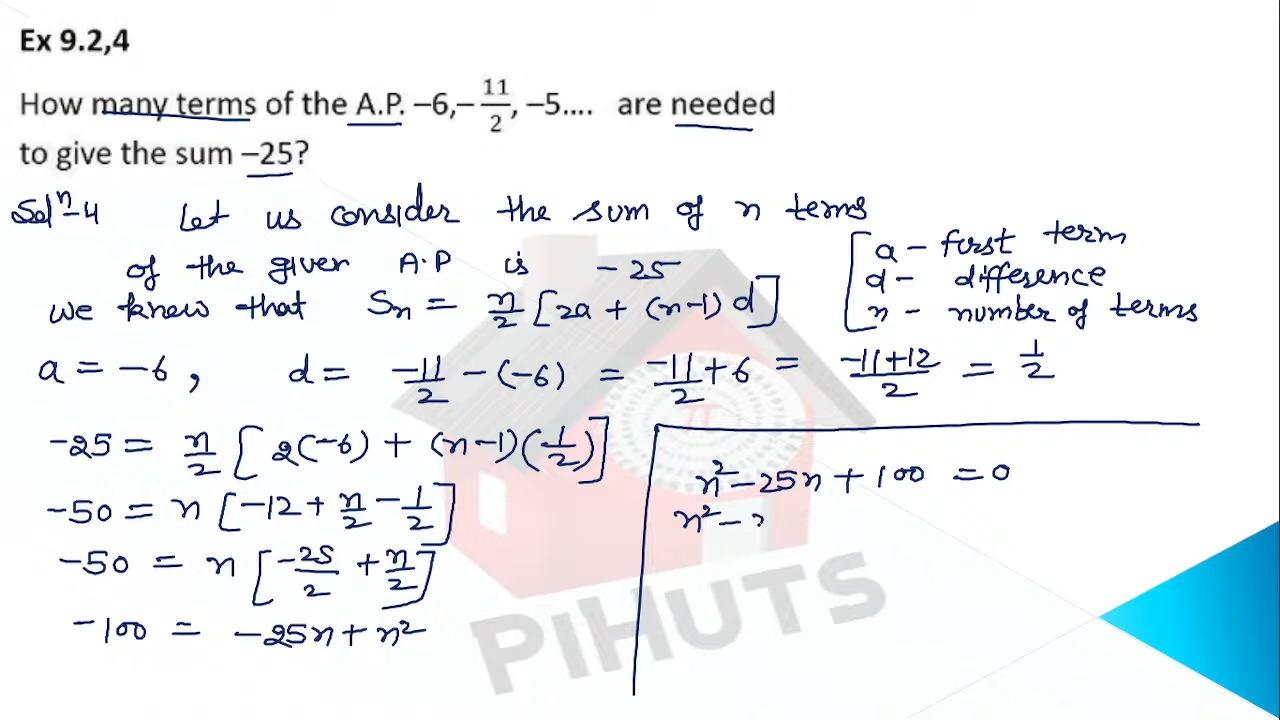 Ex 9.2,4
How many terms of the A.P. –6,–11/2, –5.... are needed
to give the sum –25?
Solⁿ-4 Let us consider the sum of n terms
of the given A.P is -25
we know that Sn = n/2 [2a + (n-1) d]
[a - first term
d - difference
n - number of terms
a = -6, d = -11/2 - (-6) = -11/2 + 6 = -11+12/2 = 1/2
-25 = n/2 [2(-6) + (n-1)(1/2)]
-50 = n [-12 + n/2 - 1/2]
-50 = n [-25/2 + n/2]
-100 = -25n + n²
n² - 25n + 100 = 0
n² -
PIHUTS